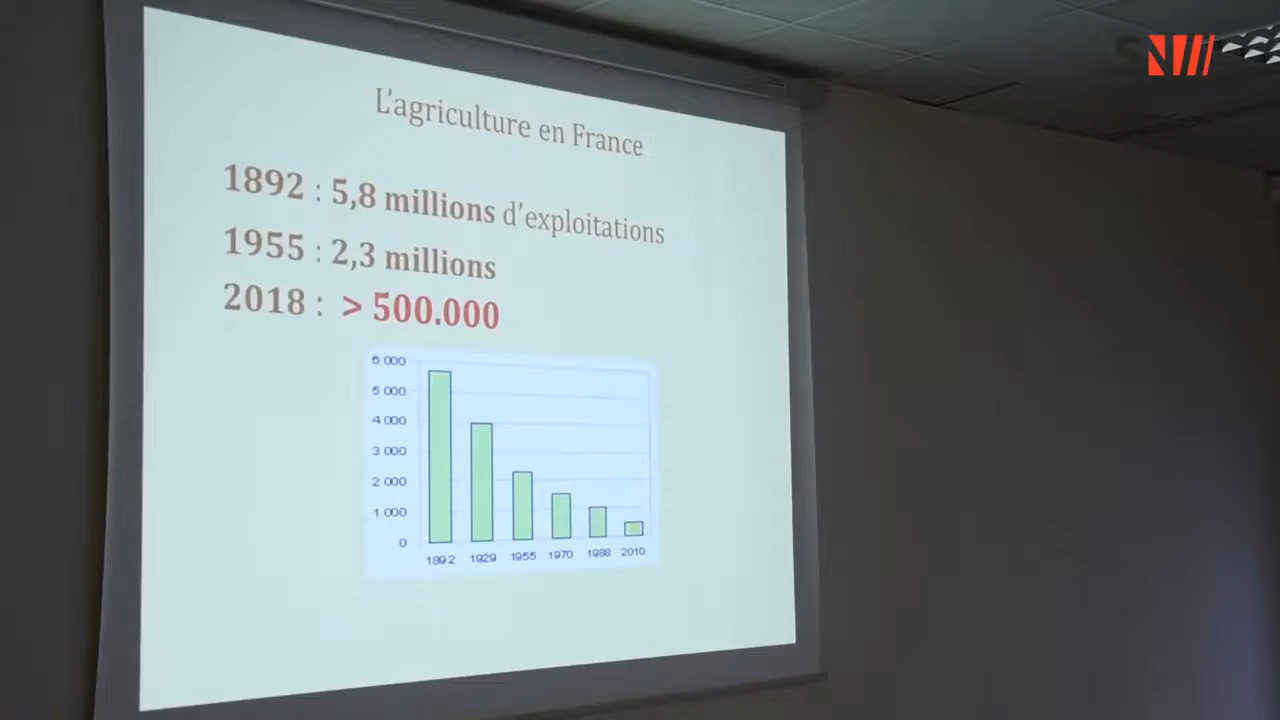 L'agriculture en France
1892 : 5,8 millions d'exploitations
1955 : 2,3 millions
2018 : > 500.000
6 000
5 000
4 000
3 000
2 000
1 000
0
1892 1929 1955 1970 1988 2010